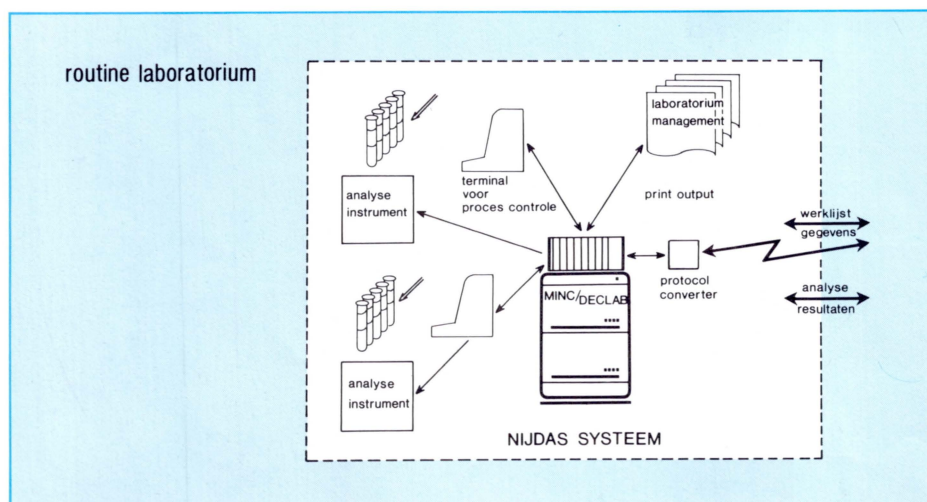 routine laboratorium
laboratorium
management
terminal
voor
proces controle
print output
analyse
instrument
werklijst
gegevens
protocol
converter
MINC/DECLAB
analyse
resultaten
analyse
instrument
NIJDAS SYSTEEM